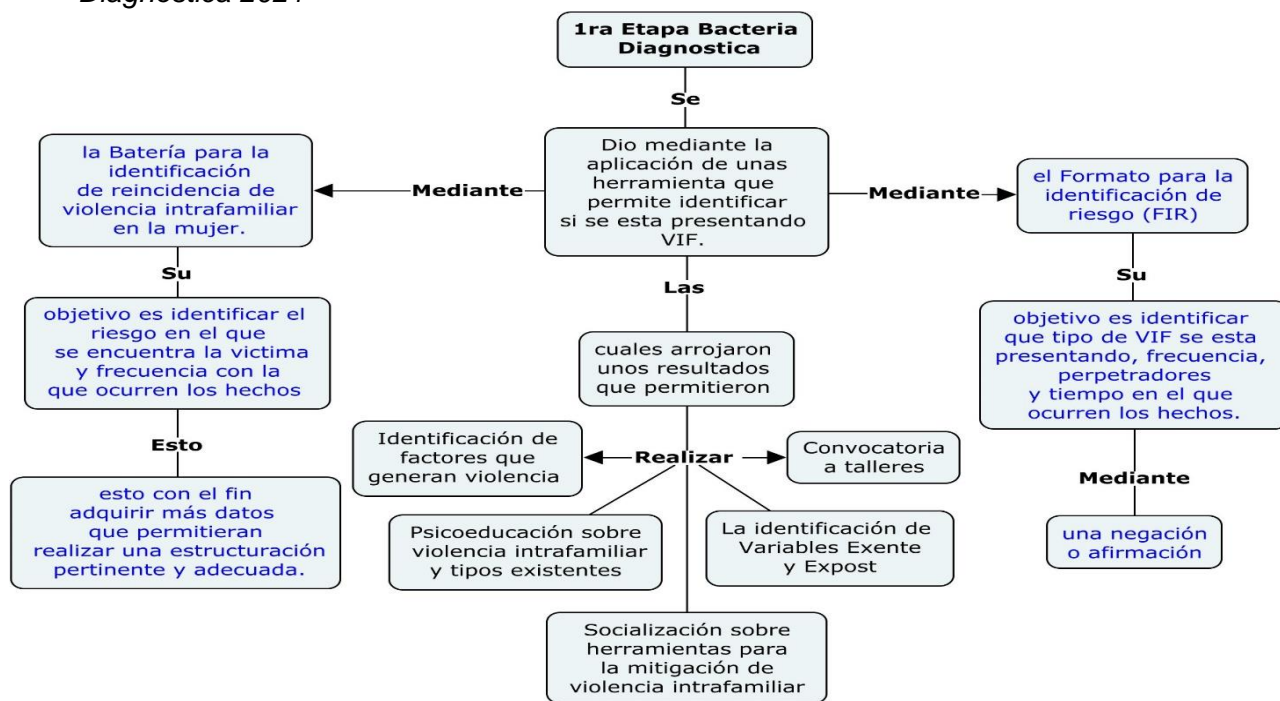 Diagnostica 2021
1ra Etapa Bacteria
Diagnostica
Se
Dio mediante la
aplicación de unas
herramienta que
permite identificar
si se esta presentando
VIF.
Mediante
la Batería para la
identificación
de reincidencia de
violencia intrafamiliar
en la mujer.
Su
objetivo es identificar el
riesgo en el que
se encuentra la victima
y frecuencia con la
que ocurren los hechos
Esto
esto con el fin
adquirir más datos
que permitieran
realizar una estructuración
pertinente y adecuada.
Mediante
el Formato para la
identificación de
riesgo (FIR)
Su
objetivo es identificar
que tipo de VIF se esta
presentando, frecuencia,
perpetradores
y tiempo en el que
ocurren los hechos.
Mediante
una negación
o afirmación
Las
cuales arrojaron
unos resultados
que permitieron
Realizar
Identificación de
factores que
generan violencia
Convocatoria
a talleres
Psicoeducación sobre
violencia intrafamiliar
y tipos existentes
La identificación de
Variables Exente
y Expost
Socialización sobre
herramientas para
la mitigación de
violencia intrafamiliar